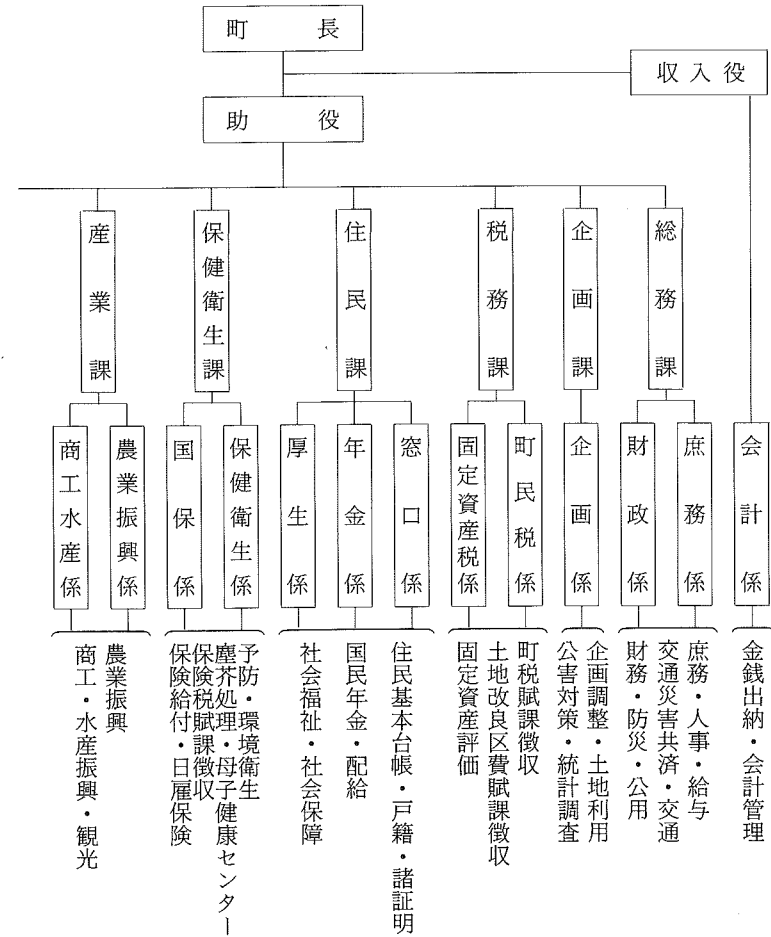 町長
収入役
助役
総務課
企画課
税務課
住民課
保健衛生課
産業課
会計係
庶務係
財政係
企画係
町民税係
固定資産税係
窓口係
年金係
厚生係
保健衛生係
国保係
農業振興係
商工水産係
金銭出納・会計管理
庶務・人事・給与
交通災害共済・交通
財務・防災・公用
企画調整・土地利用
公害対策・統計調査
町税賦課徴収
土地改良区費賦課徴収
固定資産評価
住民基本台帳・戸籍・諸証明
国民年金・配給
社会福祉・社会保障
予防・環境衛生
塵芥処理・母子健康センター
保険税賦課徴収
保険給付・日雇保険
農業振興
商工・水産振興・観光